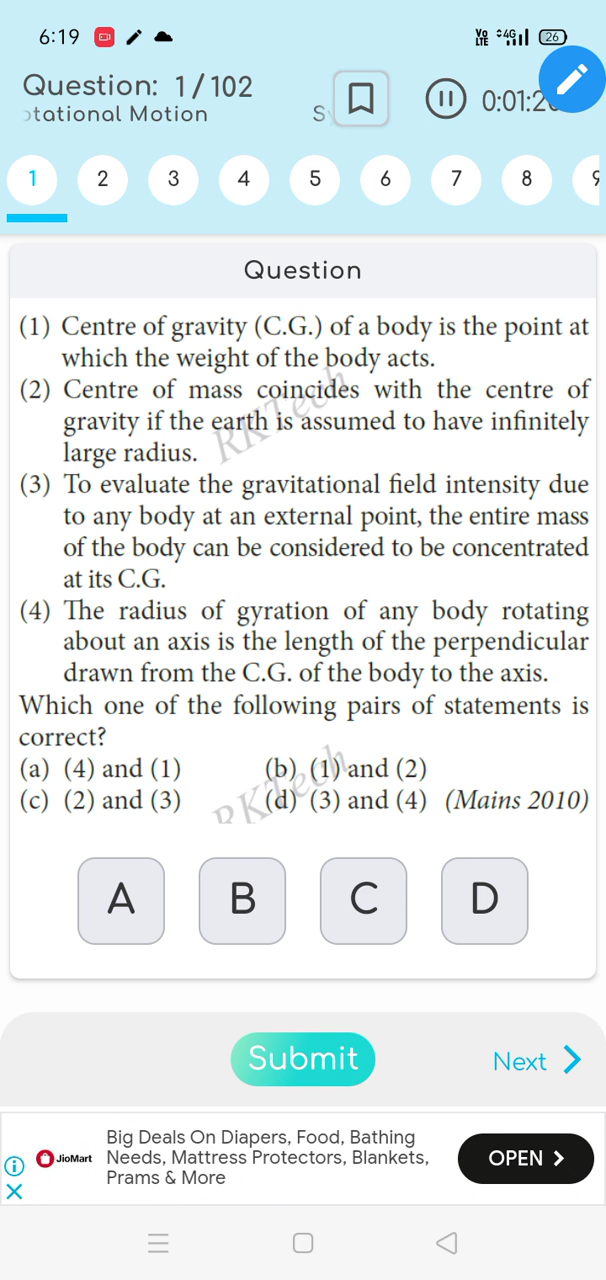 6:19
Vo LTE 4G 26
Question: 1/102
otational Motion
S
0:01:2
1 2 3 4 5 6 7 8 9
Question
(1) Centre of gravity (C.G.) of a body is the point at
which the weight of the body acts.
(2) Centre of mass coincides with the centre of
gravity if the earth is assumed to have infinitely
large radius.
(3) To evaluate the gravitational field intensity due
to any body at an external point, the entire mass
of the body can be considered to be concentrated
at its C.G.
(4) The radius of gyration of any body rotating
about an axis is the length of the perpendicular
drawn from the C.G. of the body to the axis.
Which one of the following pairs of statements is
correct?
(a) (4) and (1) (b) (1) and (2)
(c) (2) and (3) (d) (3) and (4) (Mains 2010)
RKTech
RKTech
A B C D
Submit
Next
JioMart
Big Deals On Diapers, Food, Bathing
Needs, Mattress Protectors, Blankets,
Prams & More
OPEN